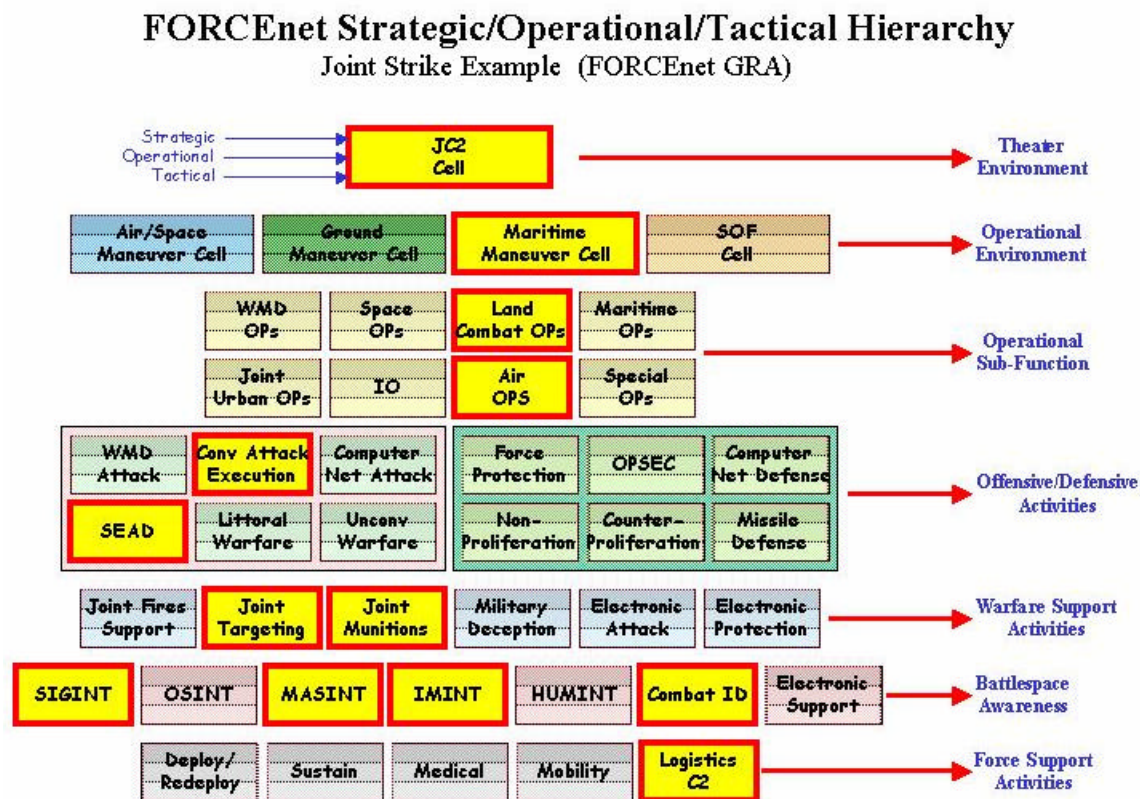 FORCEnet Strategic/Operational/Tactical Hierarchy
Joint Strike Example (FORCEnet GRA)
Strategic
Operational
Tactical
JC2
Cell
Theater
Environment
Air/Space
Maneuver Cell
Ground
Maneuver Cell
Maritime
Maneuver Cell
SOF
Cell
Operational
Environment
WMD
OPs
Space
OPs
Land
Combat OPs
Maritime
OPs
Joint
Urban OPs
IO
Air
OPS
Special
OPs
Operational
Sub-Function
WMD
Attack
Conv Attack
Execution
Computer
Net Attack
Force
Protection
OPSEC
Computer
Net Defense
SEAD
Littoral
Warfare
Unconv
Warfare
Non-
Proliferation
Counter-
Proliferation
Missile
Defense
Offensive/Defensive
Activities
Joint Fires
Support
Joint
Targeting
Joint
Munitions
Military
Deception
Electronic
Attack
Electronic
Protection
Warfare Support
Activities
SIGINT
OSINT
MASINT
IMINT
HUMINT
Combat ID
Electronic
Support
Battlespace
Awareness
Deploy/
Redeploy
Sustain
Medical
Mobility
Logistics
C2
Force Support
Activities